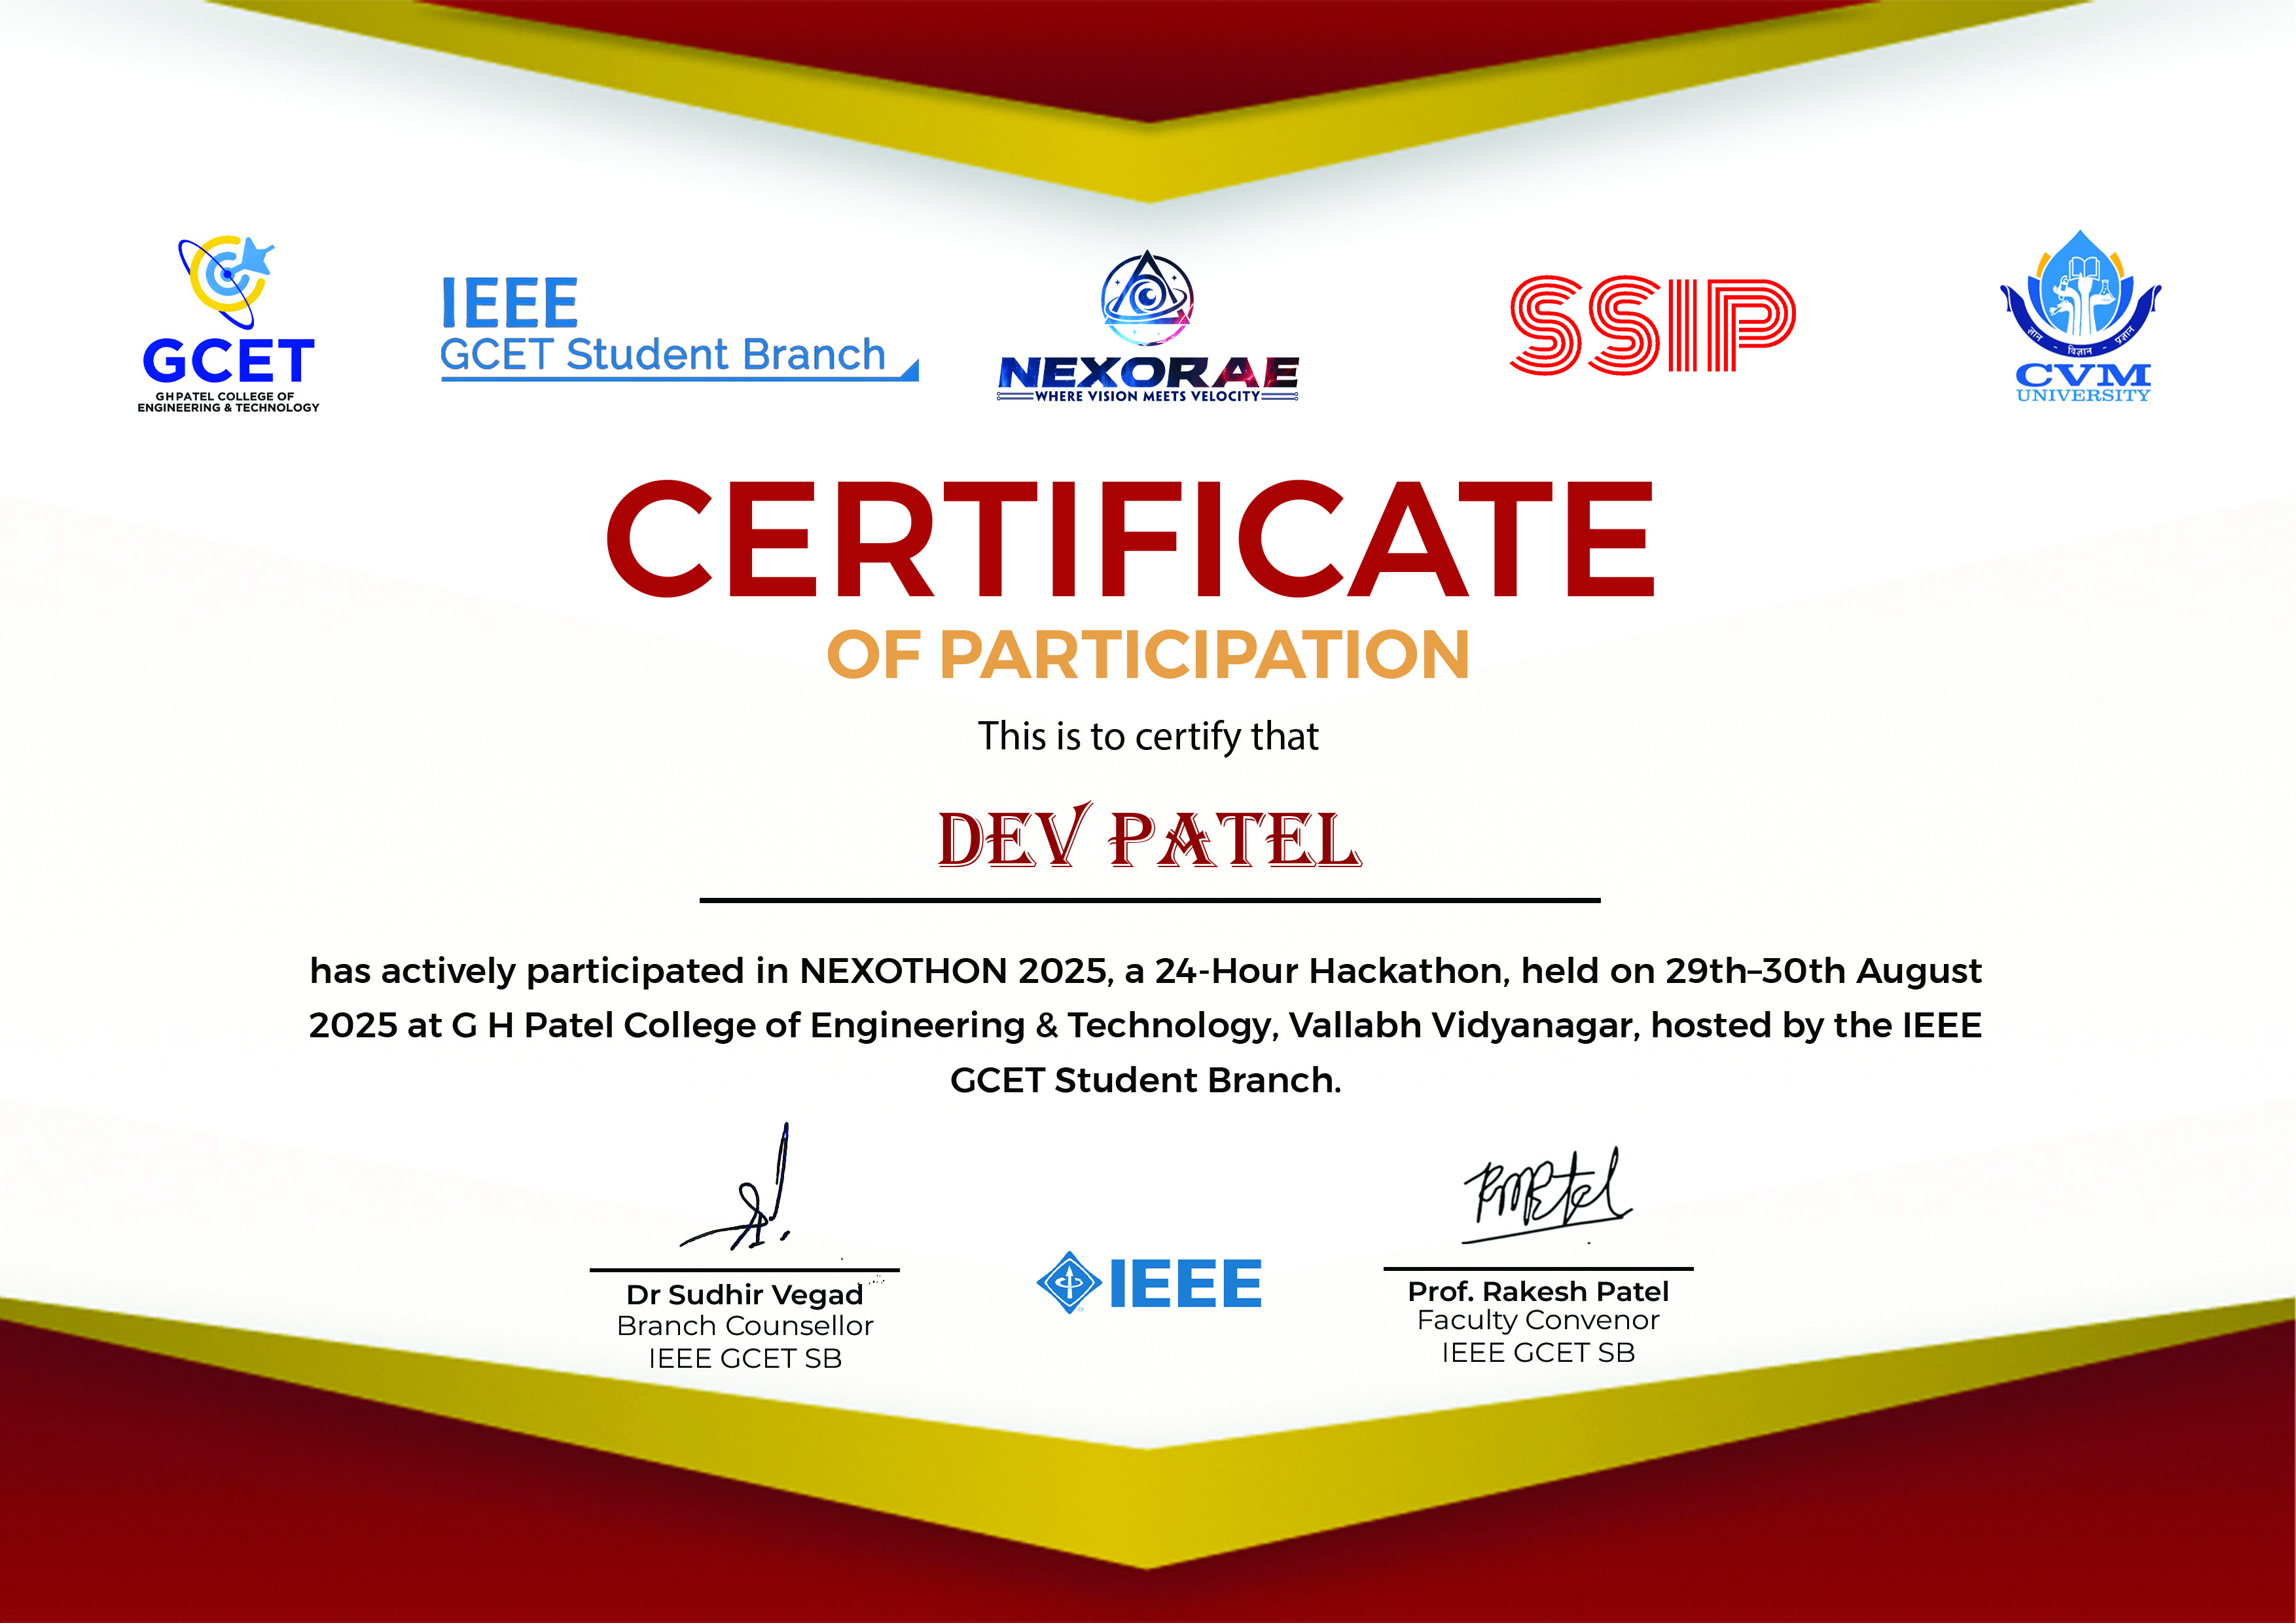 GCET
GH PATEL COLLEGE OF
ENGINEERING & TECHNOLOGY
IEEE
GCET Student Branch
NEXORAE
WHERE VISION MEETS VELOCITY
SSIP
ज्ञान - विज्ञान - प्रज्ञान
CVM
UNIVERSITY
CERTIFICATE
OF PARTICIPATION
This is to certify that
DEV PATEL
has actively participated in NEXOTHON 2025, a 24-Hour Hackathon, held on 29th–30th August
2025 at G H Patel College of Engineering & Technology, Vallabh Vidyanagar, hosted by the IEEE
GCET Student Branch.
RMPatel
Dr Sudhir Vegad
Branch Counsellor
IEEE GCET SB
IEEE
Prof. Rakesh Patel
Faculty Convenor
IEEE GCET SB